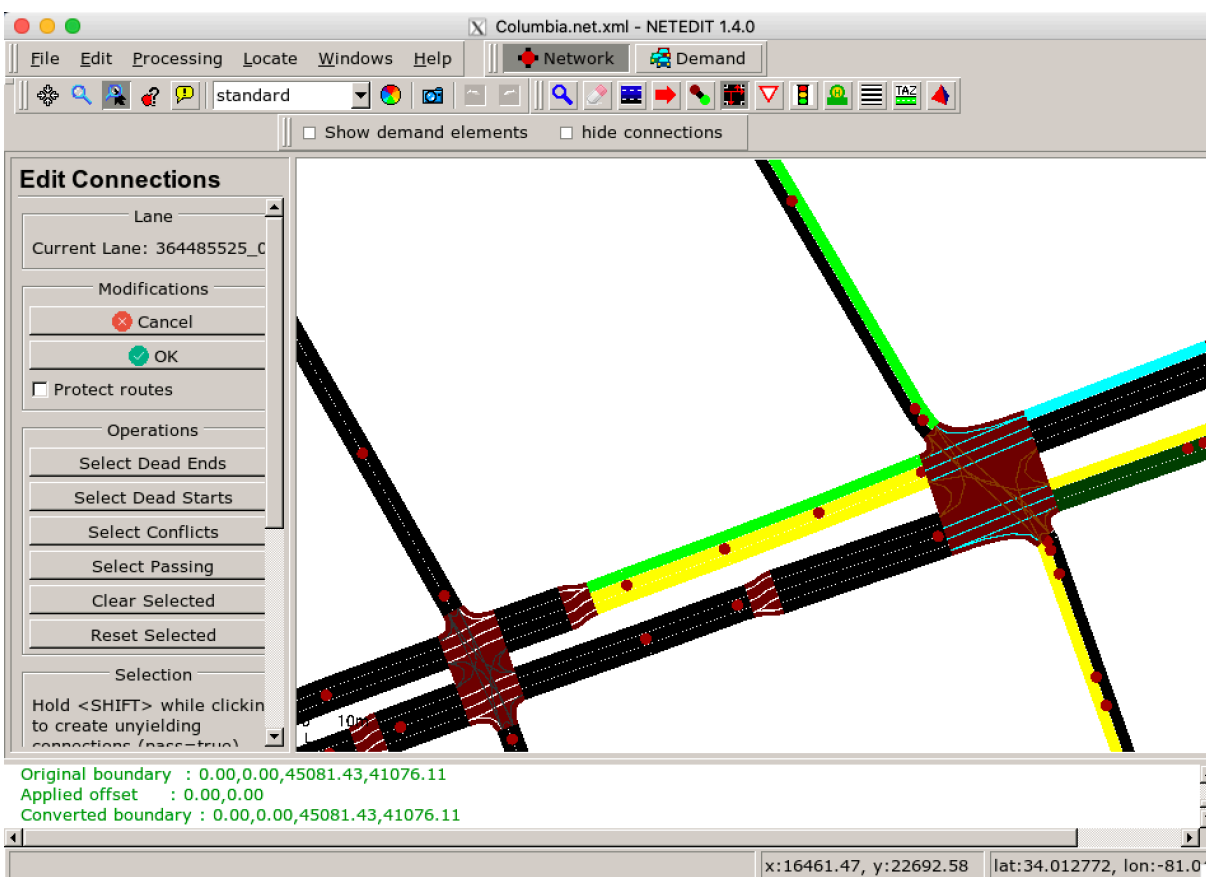 Columbia.net.xml - NETEDIT 1.4.0
File Edit Processing Locate Windows Help Network Demand
standard TAZ
Show demand elements hide connections
Edit Connections
Lane
Current Lane: 364485525_0
Modifications
Cancel
OK
Protect routes
Operations
Select Dead Ends
Select Dead Starts
Select Conflicts
Select Passing
Clear Selected
Reset Selected
Selection
Hold <SHIFT> while clickin
to create unyielding
connections (pass=true)
0 10m
Original boundary : 0.00,0.00,45081.43,41076.11
Applied offset : 0.00,0.00
Converted boundary : 0.00,0.00,45081.43,41076.11
x:16461.47, y:22692.58 lat:34.012772, lon:-81.0